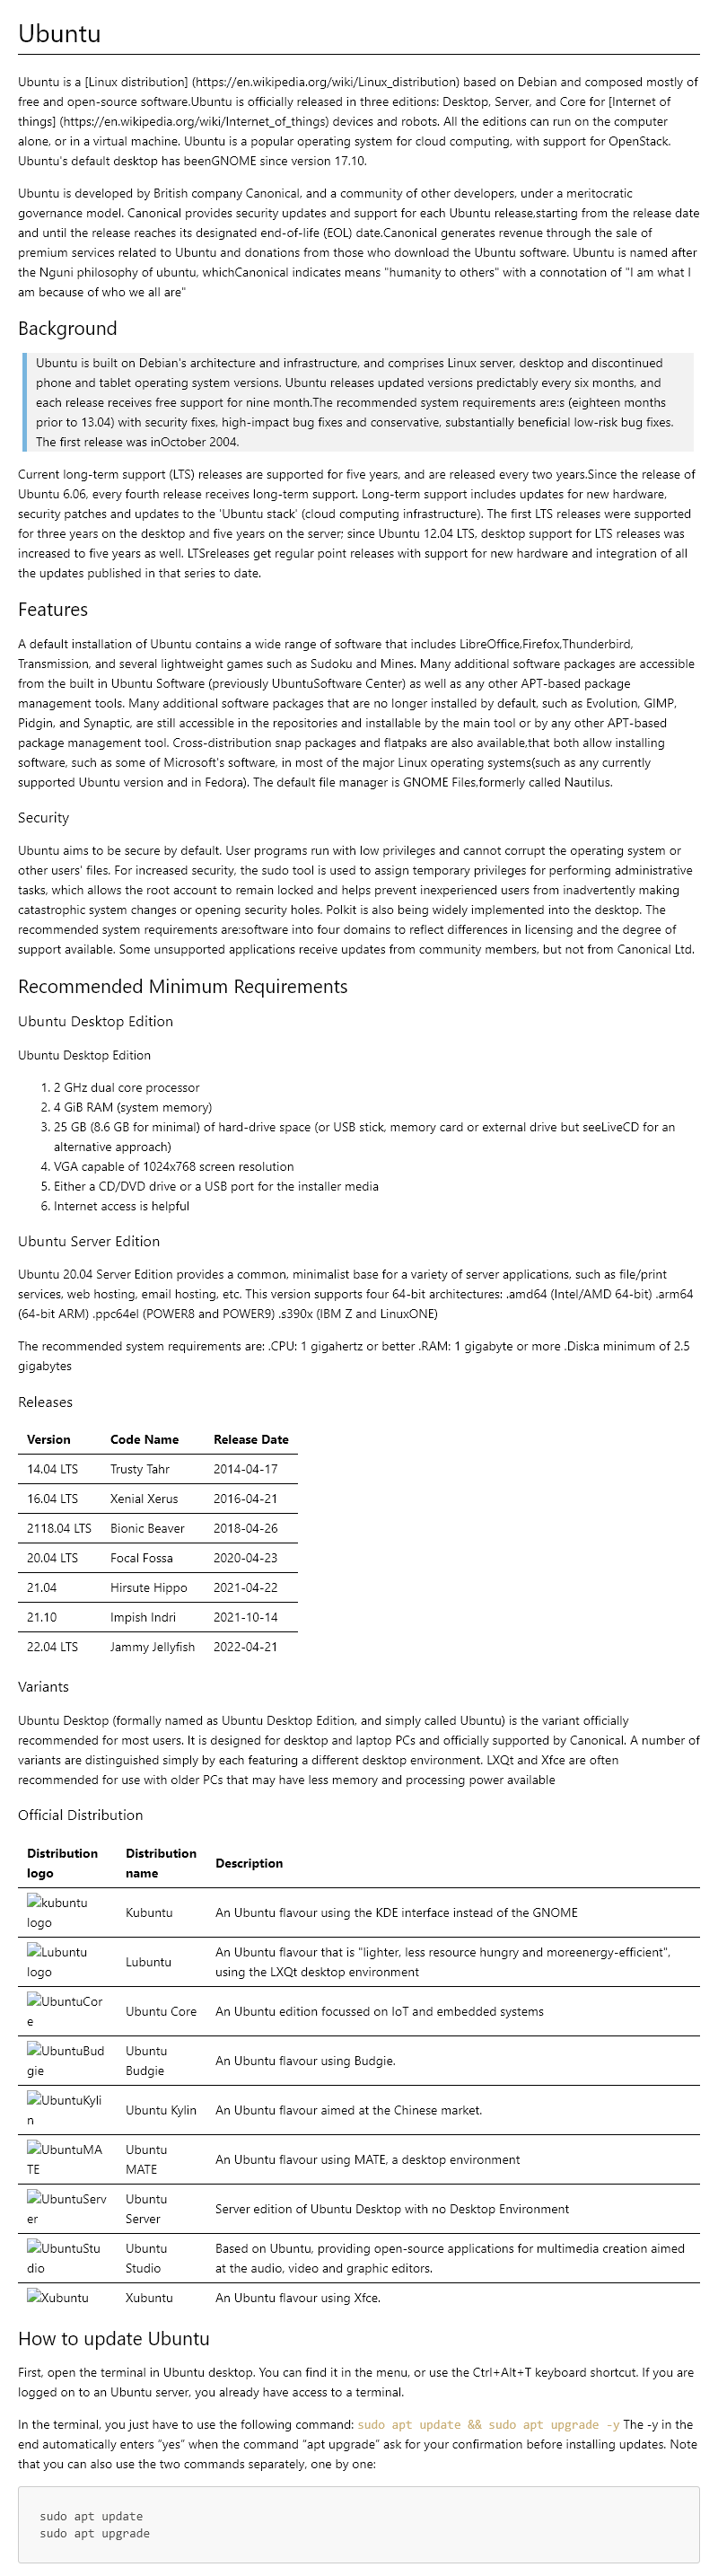 Ubuntu
Ubuntu is a [Linux distribution] (https://en.wikipedia.org/wiki/Linux_distribution) based on Debian and composed mostly of
free and open-source software.Ubuntu is officially released in three editions: Desktop, Server, and Core for [Internet of
things] (https://en.wikipedia.org/wiki/Internet_of_things) devices and robots. All the editions can run on the computer
alone, or in a virtual machine. Ubuntu is a popular operating system for cloud computing, with support for OpenStack.
Ubuntu's default desktop has beenGNOME since version 17.10.
Ubuntu is developed by British company Canonical, and a community of other developers, under a meritocratic
governance model. Canonical provides security updates and support for each Ubuntu release,starting from the release date
and until the release reaches its designated end-of-life (EOL) date.Canonical generates revenue through the sale of
premium services related to Ubuntu and donations from those who download the Ubuntu software. Ubuntu is named after
the Nguni philosophy of ubuntu, whichCanonical indicates means "humanity to others" with a connotation of "I am what I
am because of who we all are"
Background
Ubuntu is built on Debian's architecture and infrastructure, and comprises Linux server, desktop and discontinued
phone and tablet operating system versions. Ubuntu releases updated versions predictably every six months, and
each release receives free support for nine month.The recommended system requirements are:s (eighteen months
prior to 13.04) with security fixes, high-impact bug fixes and conservative, substantially beneficial low-risk bug fixes.
The first release was inOctober 2004.
Current long-term support (LTS) releases are supported for five years, and are released every two years.Since the release of
Ubuntu 6.06, every fourth release receives long-term support. Long-term support includes updates for new hardware,
security patches and updates to the 'Ubuntu stack' (cloud computing infrastructure). The first LTS releases were supported
for three years on the desktop and five years on the server; since Ubuntu 12.04 LTS, desktop support for LTS releases was
increased to five years as well. LTSreleases get regular point releases with support for new hardware and integration of all
the updates published in that series to date.
Features
A default installation of Ubuntu contains a wide range of software that includes LibreOffice,Firefox,Thunderbird,
Transmission, and several lightweight games such as Sudoku and Mines. Many additional software packages are accessible
from the built in Ubuntu Software (previously UbuntuSoftware Center) as well as any other APT-based package
management tools. Many additional software packages that are no longer installed by default, such as Evolution, GIMP,
Pidgin, and Synaptic, are still accessible in the repositories and installable by the main tool or by any other APT-based
package management tool. Cross-distribution snap packages and flatpaks are also available,that both allow installing
software, such as some of Microsoft's software, in most of the major Linux operating systems(such as any currently
supported Ubuntu version and in Fedora). The default file manager is GNOME Files,formerly called Nautilus.
Security
Ubuntu aims to be secure by default. User programs run with low privileges and cannot corrupt the operating system or
other users' files. For increased security, the sudo tool is used to assign temporary privileges for performing administrative
tasks, which allows the root account to remain locked and helps prevent inexperienced users from inadvertently making
catastrophic system changes or opening security holes. Polkit is also being widely implemented into the desktop. The
recommended system requirements are:software into four domains to reflect differences in licensing and the degree of
support available. Some unsupported applications receive updates from community members, but not from Canonical Ltd.
Recommended Minimum Requirements
Ubuntu Desktop Edition
Ubuntu Desktop Edition
1. 2 GHz dual core processor
2. 4 GiB RAM (system memory)
3. 25 GB (8.6 GB for minimal) of hard-drive space (or USB stick, memory card or external drive but seeLiveCD for an
alternative approach)
4. VGA capable of 1024x768 screen resolution
5. Either a CD/DVD drive or a USB port for the installer media
6. Internet access is helpful
Ubuntu Server Edition
Ubuntu 20.04 Server Edition provides a common, minimalist base for a variety of server applications, such as file/print
services, web hosting, email hosting, etc. This version supports four 64-bit architectures: .amd64 (Intel/AMD 64-bit) .arm64
(64-bit ARM) .ppc64el (POWER8 and POWER9) .s390x (IBM Z and LinuxONE)
The recommended system requirements are: .CPU: 1 gigahertz or better .RAM: 1 gigabyte or more .Disk:a minimum of 2.5
gigabytes
Releases
Version Code Name Release Date
14.04 LTS Trusty Tahr 2014-04-17
16.04 LTS Xenial Xerus 2016-04-21
2118.04 LTS Bionic Beaver 2018-04-26
20.04 LTS Focal Fossa 2020-04-23
21.04 Hirsute Hippo 2021-04-22
21.10 Impish Indri 2021-10-14
22.04 LTS Jammy Jellyfish 2022-04-21
Variants
Ubuntu Desktop (formally named as Ubuntu Desktop Edition, and simply called Ubuntu) is the variant officially
recommended for most users. It is designed for desktop and laptop PCs and officially supported by Canonical. A number of
variants are distinguished simply by each featuring a different desktop environment. LXQt and Xfce are often
recommended for use with older PCs that may have less memory and processing power available
Official Distribution
Distribution
logo
Distribution
name
Description
kubuntu
logo
Kubuntu
An Ubuntu flavour using the KDE interface instead of the GNOME
Lubuntu
logo
Lubuntu
An Ubuntu flavour that is "lighter, less resource hungry and moreenergy-efficient",
using the LXQt desktop environment
UbuntuCor
e
Ubuntu Core
An Ubuntu edition focussed on IoT and embedded systems
UbuntuBud
gie
Ubuntu
Budgie
An Ubuntu flavour using Budgie.
UbuntuKyli
n
Ubuntu Kylin
An Ubuntu flavour aimed at the Chinese market.
UbuntuMA
TE
Ubuntu
MATE
An Ubuntu flavour using MATE, a desktop environment
UbuntuServ
er
Ubuntu
Server
Server edition of Ubuntu Desktop with no Desktop Environment
UbuntuStu
dio
Ubuntu
Studio
Based on Ubuntu, providing open-source applications for multimedia creation aimed
at the audio, video and graphic editors.
Xubuntu
Xubuntu
An Ubuntu flavour using Xfce.
How to update Ubuntu
First, open the terminal in Ubuntu desktop. You can find it in the menu, or use the Ctrl+Alt+T keyboard shortcut. If you are
logged on to an Ubuntu server, you already have access to a terminal.
In the terminal, you just have to use the following command: sudo apt update && sudo apt upgrade -y The -y in the
end automatically enters “yes” when the command “apt upgrade” ask for your confirmation before installing updates. Note
that you can also use the two commands separately, one by one:
sudo apt update
sudo apt upgrade